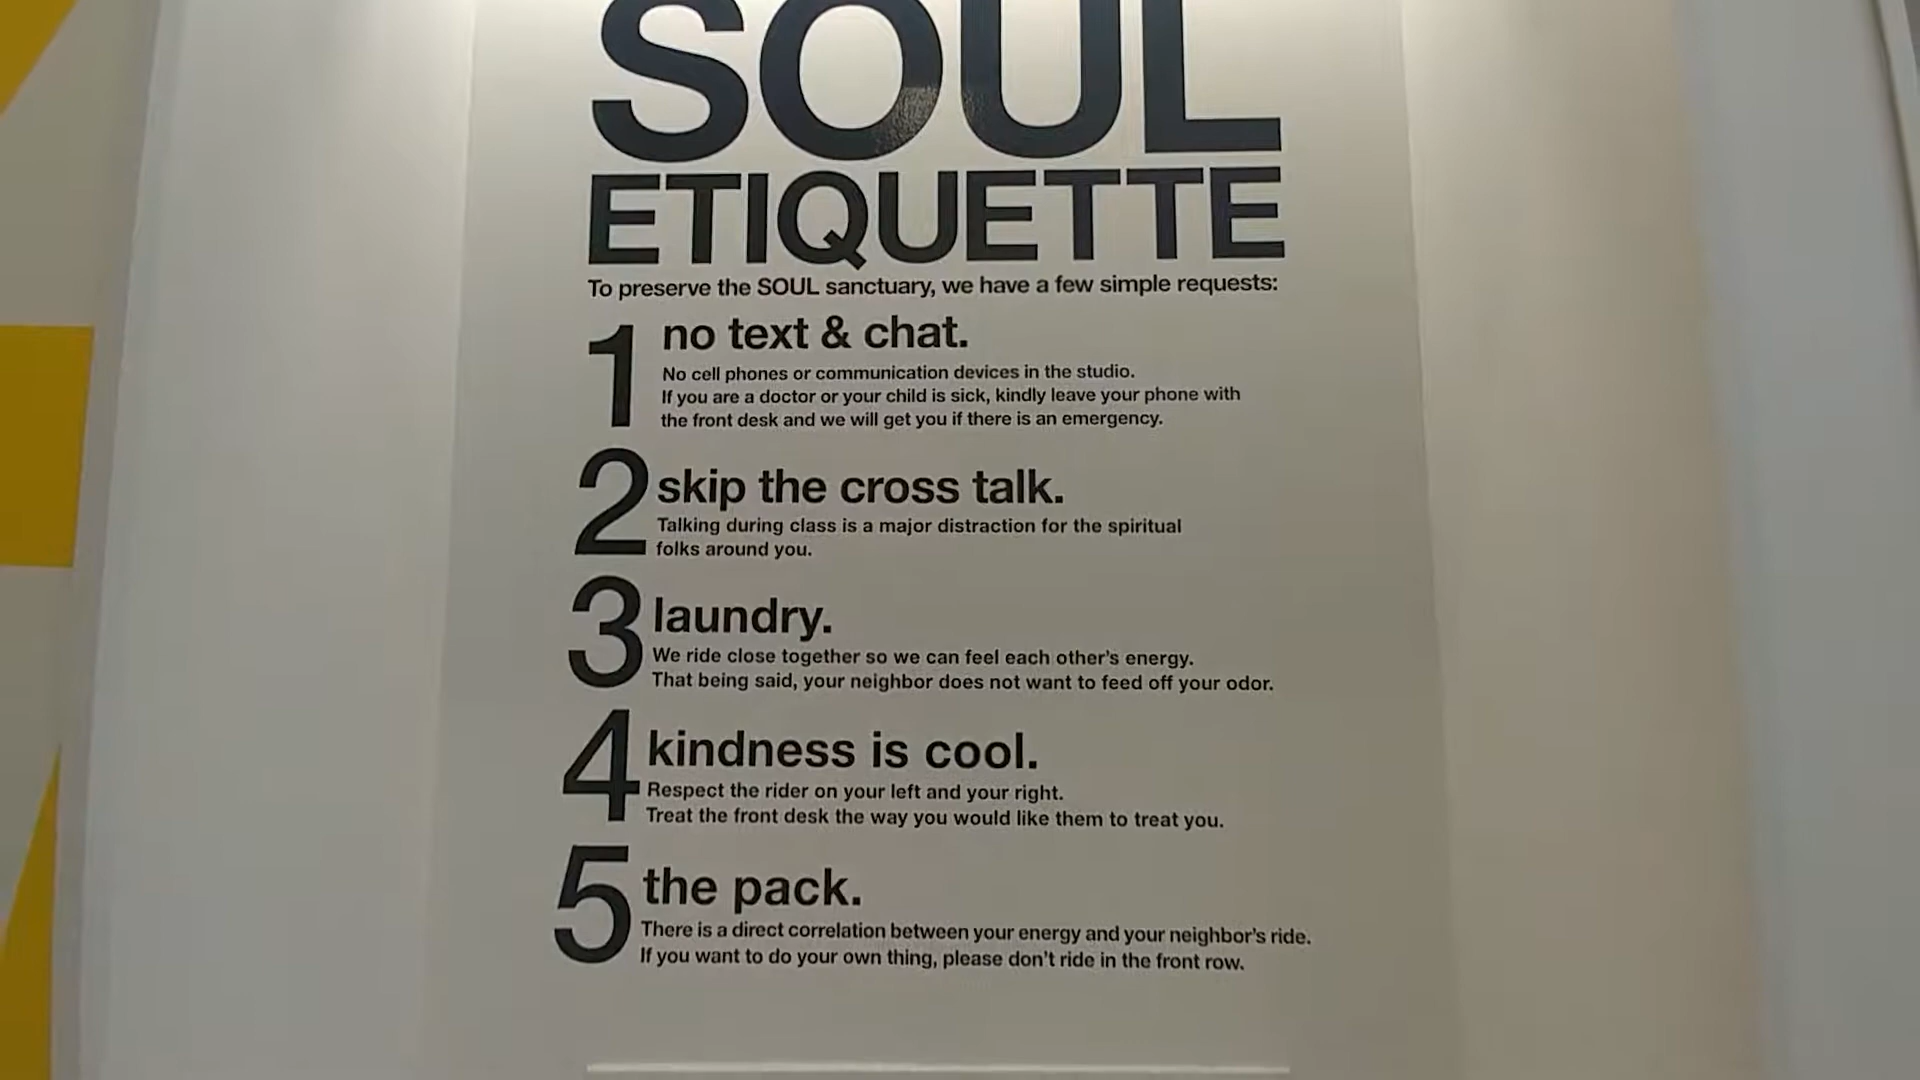 SOUL
ETIQUETTE
To preserve the SOUL sanctuary, we have a few simple requests:
1 no text & chat.
No cell phones or communication devices in the studio.
If you are a doctor or your child is sick, kindly leave your phone with
the front desk and we will get you if there is an emergency.
2 skip the cross talk.
Talking during class is a major distraction for the spiritual
folks around you.
3 laundry.
We ride close together so we can feel each other's energy.
That being said, your neighbor does not want to feed off your odor.
4 kindness is cool.
Respect the rider on your left and your right.
Treat the front desk the way you would like them to treat you.
5 the pack.
There is a direct correlation between your energy and your neighbor's ride.
If you want to do your own thing, please don't ride in the front row.